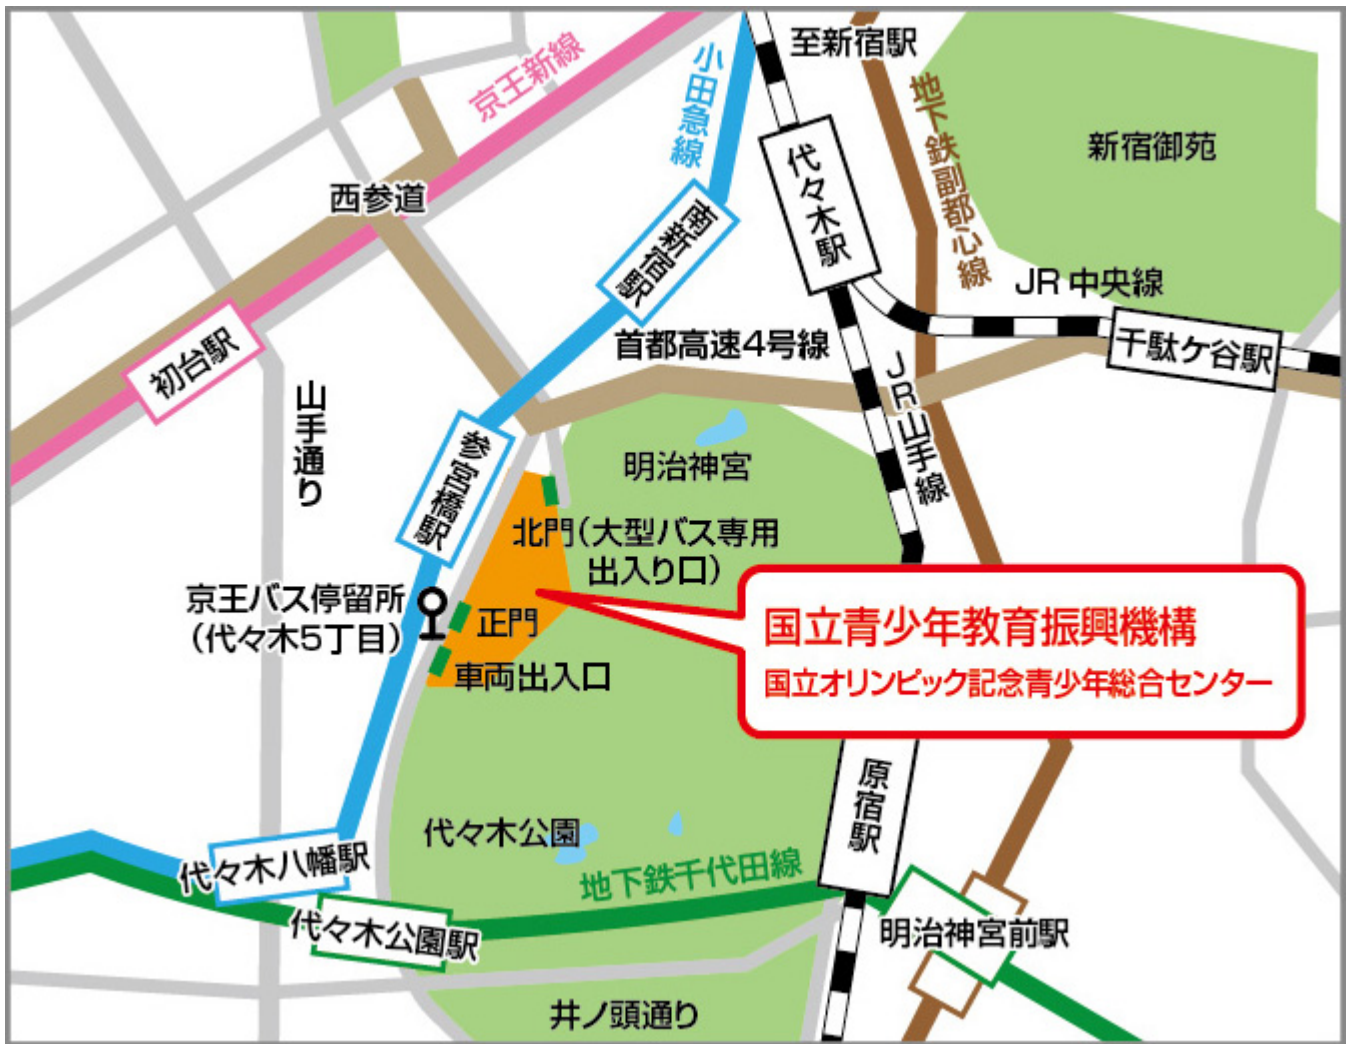 至新宿駅
京王新線
小田急線
地下鉄副都心線
新宿御苑
代々木駅
西参道
南新宿駅
JR 中央線
首都高速4号線
千駄ケ谷駅
初台駅
山手通り
JR山手線
参宮橋駅
明治神宮
北門(大型バス専用
出入り口)
京王バス停留所
(代々木5丁目)
正門
車両出入口
国立青少年教育振興機構
国立オリンピック記念青少年総合センター
原宿駅
代々木公園
代々木八幡駅
地下鉄千代田線
代々木公園駅
明治神宮前駅
井ノ頭通り